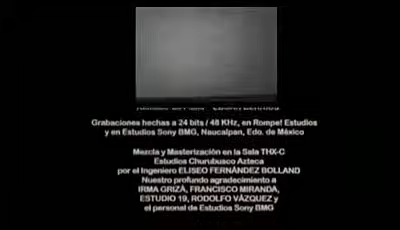 Grabaciones hechas a 24 bits / 48 KHz, en Rompe! Estudios
y en Estudios Sony BMG, Naucalpan, Edo. de México
Mezcla y Masterización en la Sala THX-C
Estudios Churubusco Azteca
por el Ingeniero ELISEO FERNÁNDEZ BOLLAND
Nuestro profundo agradecimiento a
IRMA GRIZÁ, FRANCISCO MIRANDA,
ESTUDIO 19, RODOLFO VÁZQUEZ y
el personal de Estudios Sony BMG